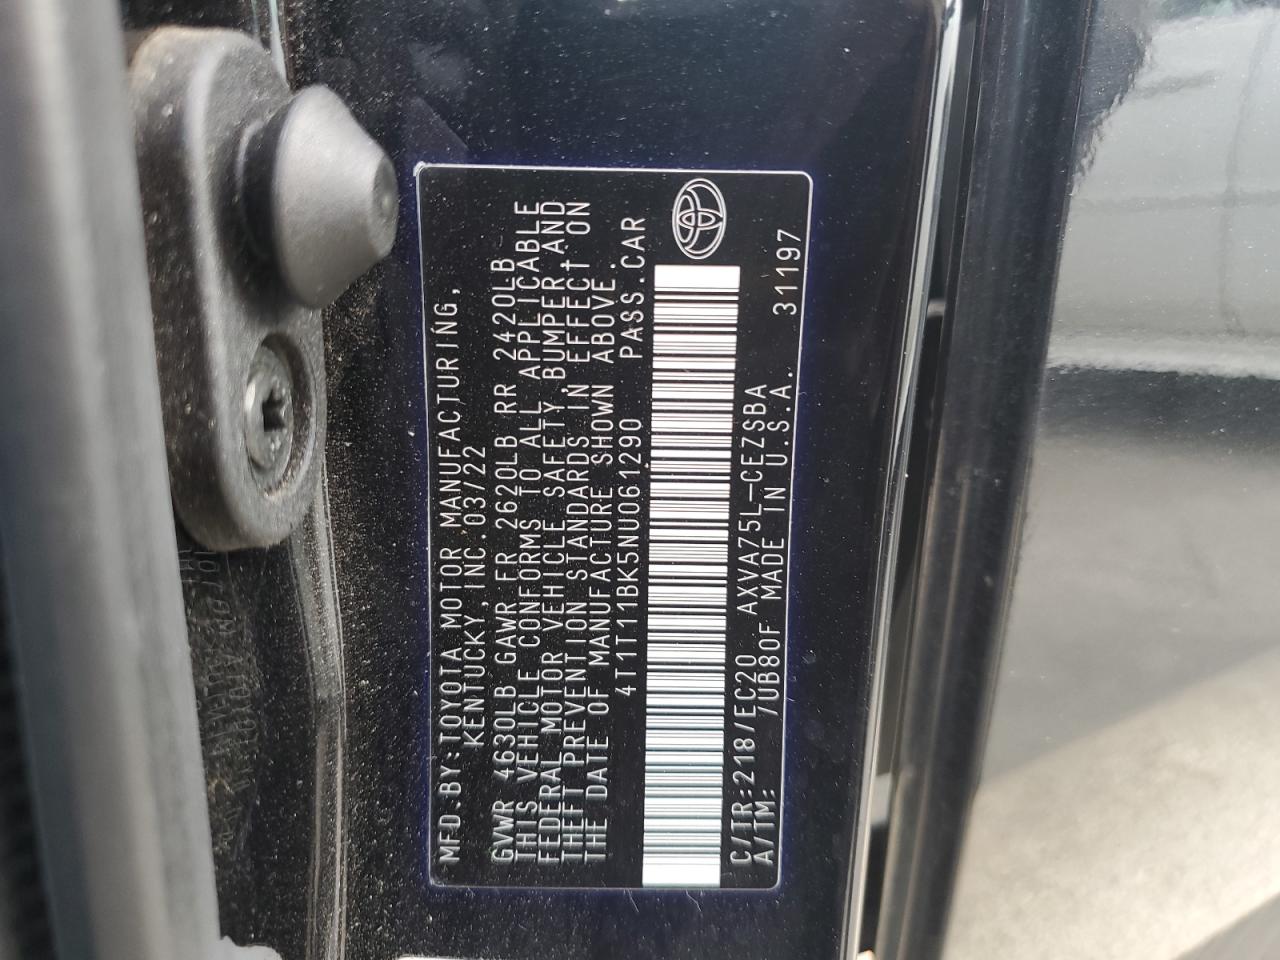 MFD.BY:TOYOTA MOTOR MANUFACTURING,
KENTUCKY, INC. 03/22
GVWR 4630LB GAWR FR 2620LB RR 2420LB
THIS VEHICLE CONFORMS TO ALL APPLICABLE
FEDERAL MOTOR VEHICLE SAFETY, BUMPER, AND
THEFT PREVENTION STANDARDS IN EFFECT ON
THE DATE OF MANUFACTURE SHOWN ABOVE.
4T1T11BK5NU061290 PASS.CAR
C/TR:218/EC20 AXVA75L-CEZSBA 31197
A/TM: /UB80F MADE IN U.S.A.